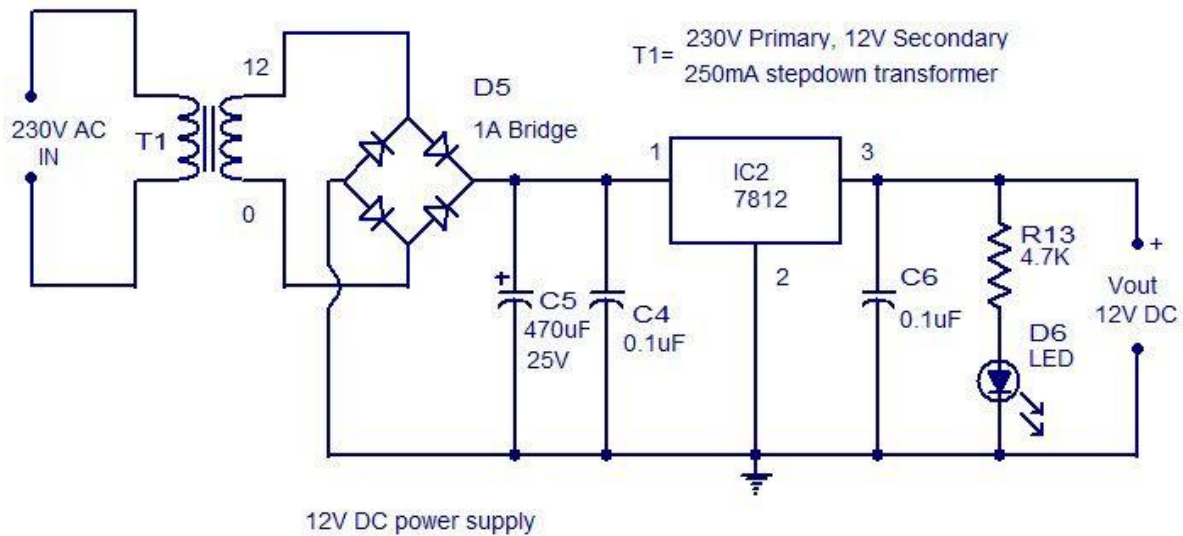 T1= 230V Primary, 12V Secondary
250mA stepdown transformer
12
D5
1A Bridge
230V AC
IN
T1
0
1
IC2
7812
3
2
+
C5
470uF
25V
C4
0.1uF
C6
0.1uF
R13
4.7K
D6
LED
+
Vout
12V DC
12V DC power supply